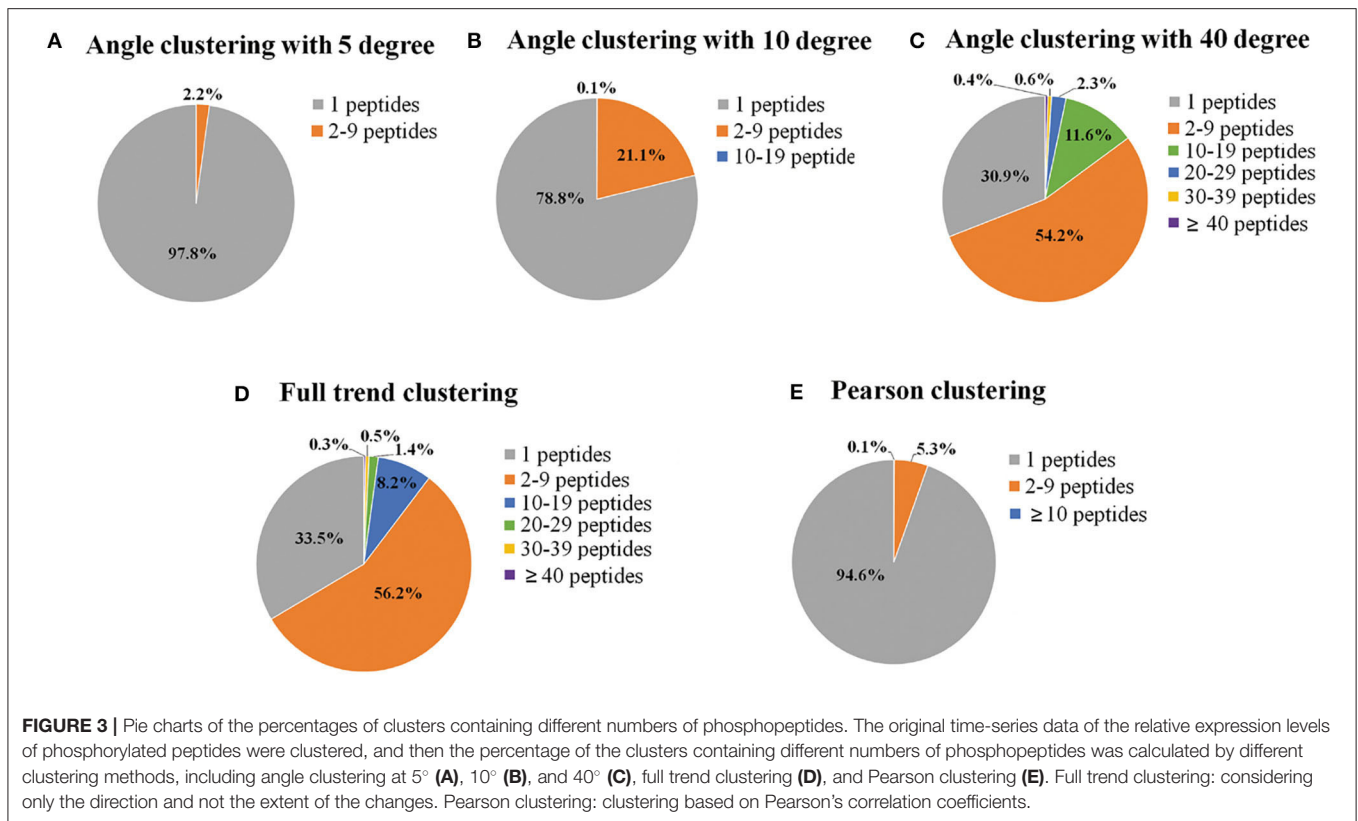 A Angle clustering with 5 degree
2.2%
97.8%
1 peptides
2-9 peptides
B Angle clustering with 10 degree
0.1%
21.1%
78.8%
1 peptides
2-9 peptides
10-19 peptide
C Angle clustering with 40 degree
0.4% 0.6% 2.3%
11.6%
30.9%
54.2%
1 peptides
2-9 peptides
10-19 peptides
20-29 peptides
30-39 peptides
≥ 40 peptides
D Full trend clustering
0.3% 0.5% 1.4%
8.2%
33.5%
56.2%
1 peptides
2-9 peptides
10-19 peptides
20-29 peptides
30-39 peptides
≥ 40 peptides
E Pearson clustering
0.1% 5.3%
94.6%
1 peptides
2-9 peptides
≥10 peptides
FIGURE 3 | Pie charts of the percentages of clusters containing different numbers of phosphopeptides. The original time-series data of the relative expression levels
of phosphorylated peptides were clustered, and then the percentage of the clusters containing different numbers of phosphopeptides was calculated by different
clustering methods, including angle clustering at 5° (A), 10° (B), and 40° (C), full trend clustering (D), and Pearson clustering (E). Full trend clustering: considering
only the direction and not the extent of the changes. Pearson clustering: clustering based on Pearson's correlation coefficients.